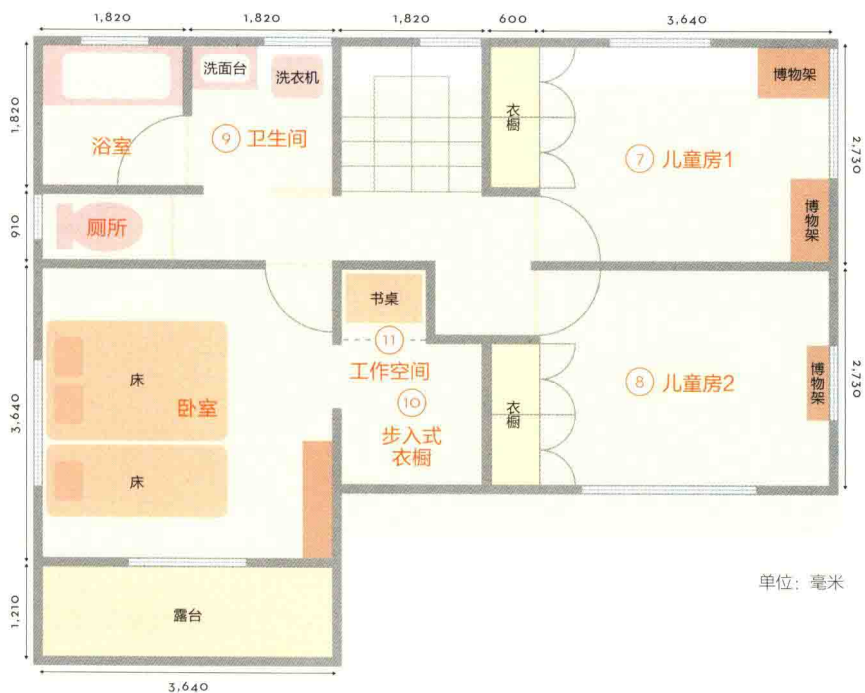 1,820
1,820
1,820
600
3,640
洗面台
洗衣机
衣橱
博物架
1,820
浴室
⑨ 卫生间
⑦ 儿童房1
2,730
博物架
910
厕所
书桌
⑪
工作空间
⑩
步入式
衣橱
床
卧室
床
3,640
衣橱
⑧ 儿童房2
博物架
2,730
单位：毫米
1,210
露台
3,640